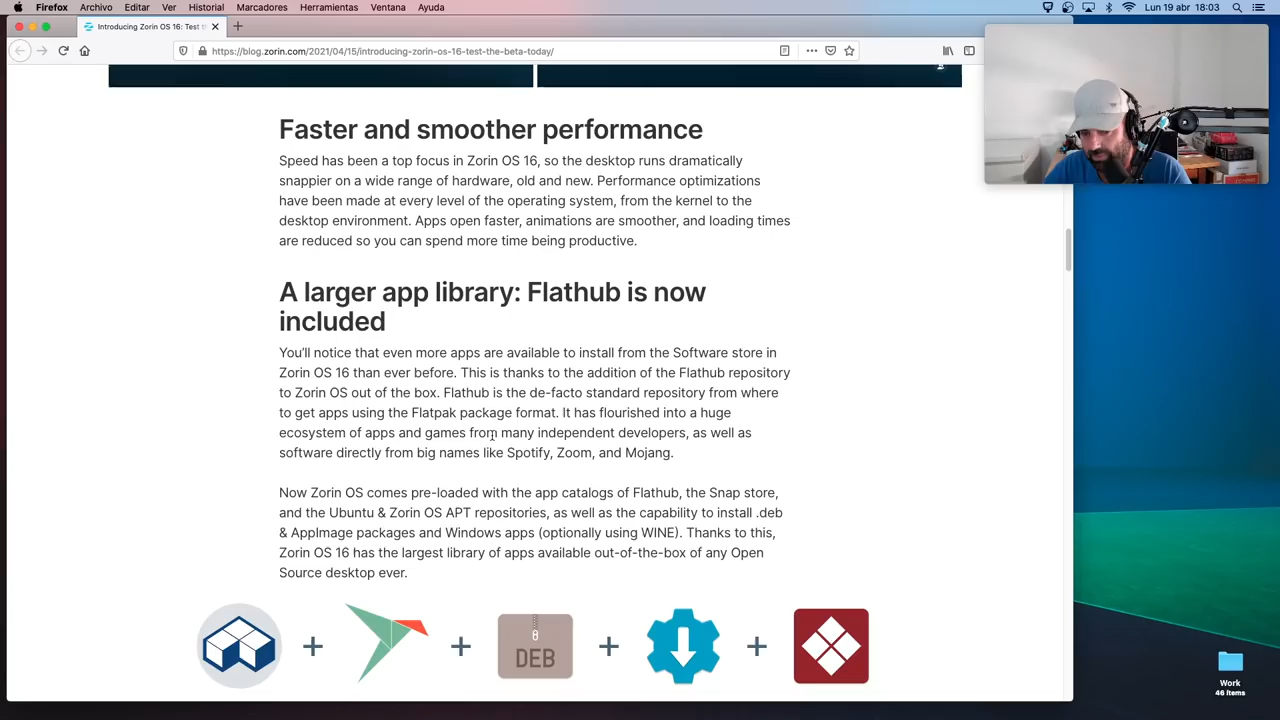 Firefox Archivo Editar Ver Historial Marcadores Herramientas Ventana Ayuda Lun 19 abr 18:03
Introducing Zorin OS 16: Test th
https://blog.zorin.com/2021/04/15/introducing-zorin-os-16-test-the-beta-today/
Faster and smoother performance
Speed has been a top focus in Zorin OS 16, so the desktop runs dramatically
snappier on a wide range of hardware, old and new. Performance optimizations
have been made at every level of the operating system, from the kernel to the
desktop environment. Apps open faster, animations are smoother, and loading times
are reduced so you can spend more time being productive.
A larger app library: Flathub is now
included
You'll notice that even more apps are available to install from the Software store in
Zorin OS 16 than ever before. This is thanks to the addition of the Flathub repository
to Zorin OS out of the box. Flathub is the de-facto standard repository from where
to get apps using the Flatpak package format. It has flourished into a huge
ecosystem of apps and games from many independent developers, as well as
software directly from big names like Spotify, Zoom, and Mojang.
Now Zorin OS comes pre-loaded with the app catalogs of Flathub, the Snap store,
and the Ubuntu & Zorin OS APT repositories, as well as the capability to install .deb
& AppImage packages and Windows apps (optionally using WINE). Thanks to this,
Zorin OS 16 has the largest library of apps available out-of-the-box of any Open
Source desktop ever.
+ + + +
DEB
Work
46 items